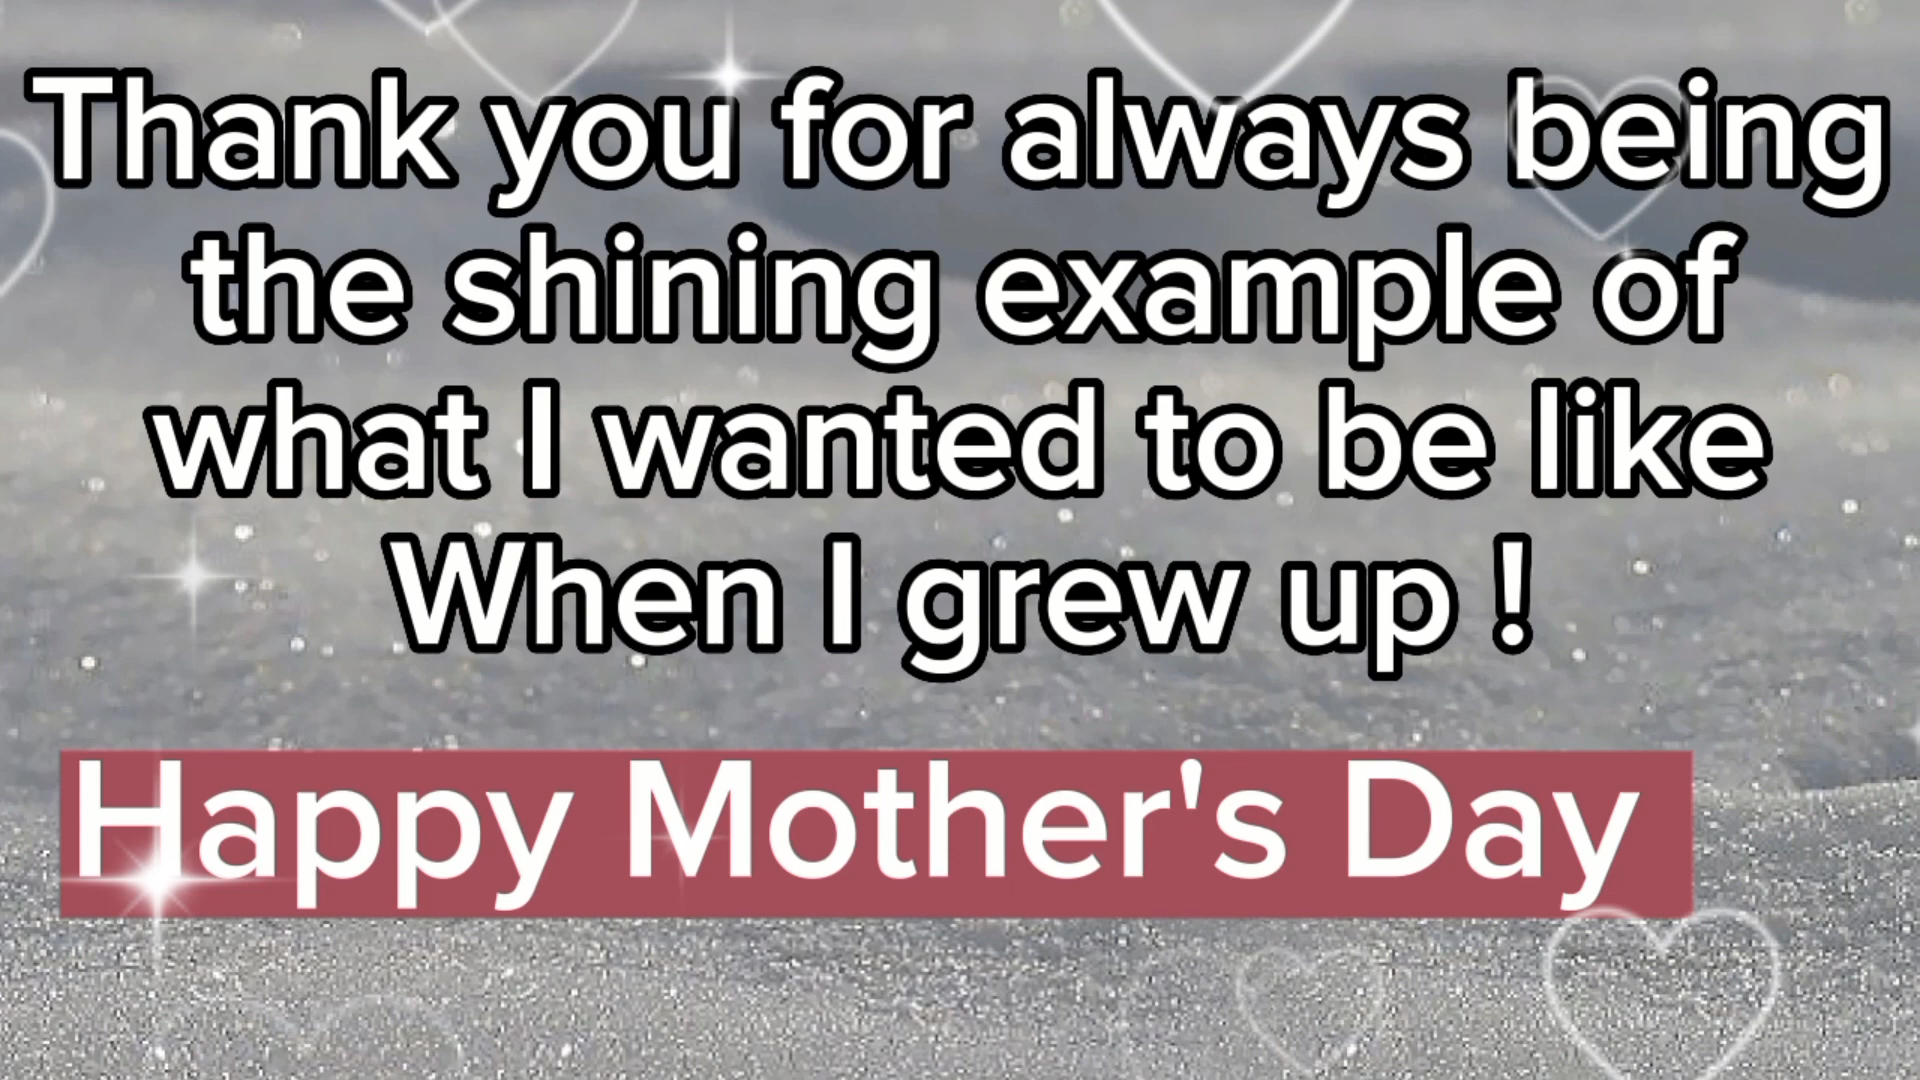 Thank you for always being
the shining example of
what I wanted to be like
When I grew up !
Happy Mother's Day